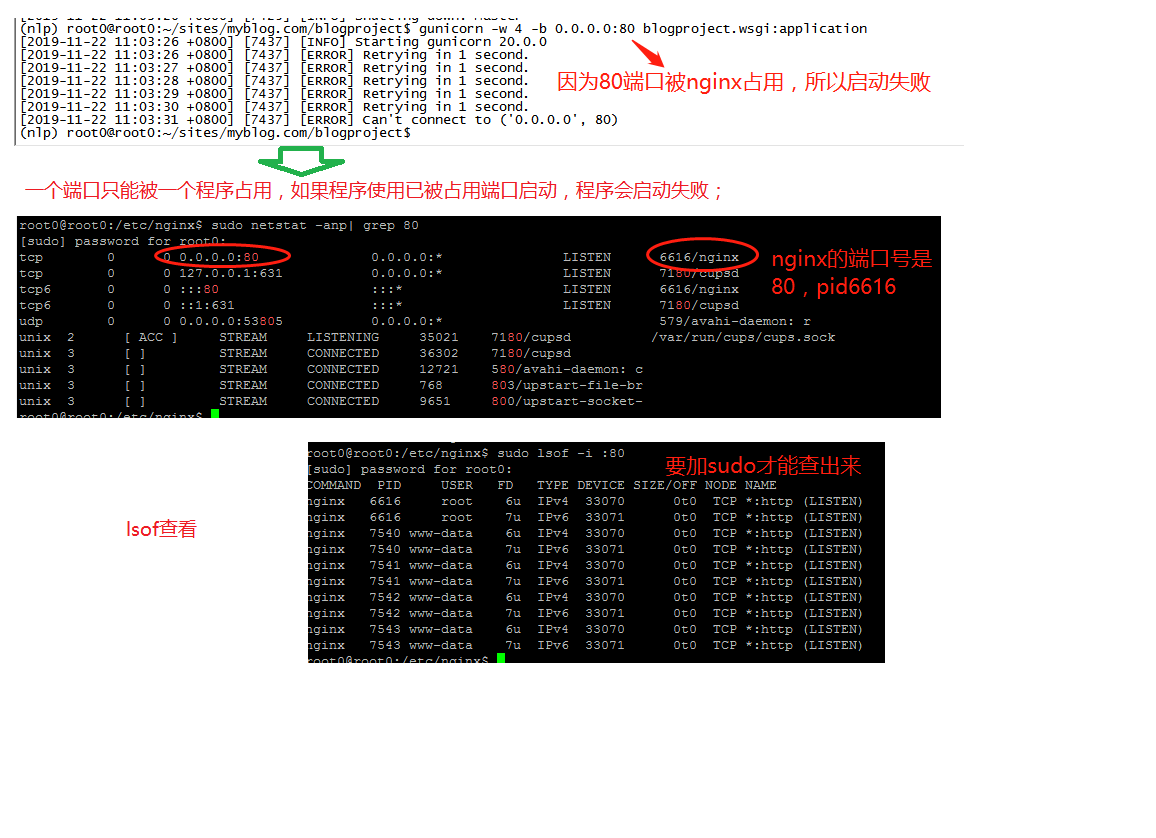 (nlp) root0@root0:~/sites/myblog.com/blogproject$ gunicorn -w 4 -b 0.0.0.0:80 blogproject.wsgi:application
[2019-11-22 11:03:26 +0800] [7437] [INFO] Starting gunicorn 20.0.0
[2019-11-22 11:03:26 +0800] [7437] [ERROR] Retrying in 1 second.
[2019-11-22 11:03:27 +0800] [7437] [ERROR] Retrying in 1 second.
[2019-11-22 11:03:28 +0800] [7437] [ERROR] Retrying in 1 second.
[2019-11-22 11:03:29 +0800] [7437] [ERROR] Retrying in 1 second.
[2019-11-22 11:03:30 +0800] [7437] [ERROR] Retrying in 1 second.
[2019-11-22 11:03:31 +0800] [7437] [ERROR] Can't connect to ('0.0.0.0', 80)
(nlp) root0@root0:~/sites/myblog.com/blogproject$
因为80端口被nginx占用，所以启动失败
一个端口只能被一个程序占用，如果程序使用已被占用端口启动，程序会启动失败；
root0@root0:/etc/nginx$ sudo netstat -anp| grep 80
[sudo] password for root0:
tcp 0 0 0.0.0.0:80 0.0.0.0:* LISTEN 6616/nginx
tcp 0 0 127.0.0.1:631 0.0.0.0:* LISTEN 7180/cupsd
tcp6 0 0 :::80 :::* LISTEN 6616/nginx
tcp6 0 0 ::1:631 :::* LISTEN 7180/cupsd
udp 0 0 0.0.0.0:53805 0.0.0.0:* 579/avahi-daemon: r
unix 2 [ ACC ] STREAM LISTENING 35021 7180/cupsd /var/run/cups/cups.sock
unix 3 [ ] STREAM CONNECTED 36302 7180/cupsd
unix 3 [ ] STREAM CONNECTED 12721 580/avahi-daemon: c
unix 3 [ ] STREAM CONNECTED 768 803/upstart-file-br
unix 3 [ ] STREAM CONNECTED 9651 800/upstart-socket-
root0@root0:/etc/nginx$
nginx的端口号是
80，pid6616
root0@root0:/etc/nginx$ sudo lsof -i :80
[sudo] password for root0:
要加sudo才能查出来
COMMAND PID USER FD TYPE DEVICE SIZE/OFF NODE NAME
nginx 6616 root 6u IPv4 33070 0t0 TCP *:http (LISTEN)
nginx 6616 root 7u IPv6 33071 0t0 TCP *:http (LISTEN)
nginx 7540 www-data 6u IPv4 33070 0t0 TCP *:http (LISTEN)
nginx 7540 www-data 7u IPv6 33071 0t0 TCP *:http (LISTEN)
nginx 7541 www-data 6u IPv4 33070 0t0 TCP *:http (LISTEN)
nginx 7541 www-data 7u IPv6 33071 0t0 TCP *:http (LISTEN)
nginx 7542 www-data 6u IPv4 33070 0t0 TCP *:http (LISTEN)
nginx 7542 www-data 7u IPv6 33071 0t0 TCP *:http (LISTEN)
nginx 7543 www-data 6u IPv4 33070 0t0 TCP *:http (LISTEN)
nginx 7543 www-data 7u IPv6 33071 0t0 TCP *:http (LISTEN)
root0@root0:/etc/nginx$
lsof查看